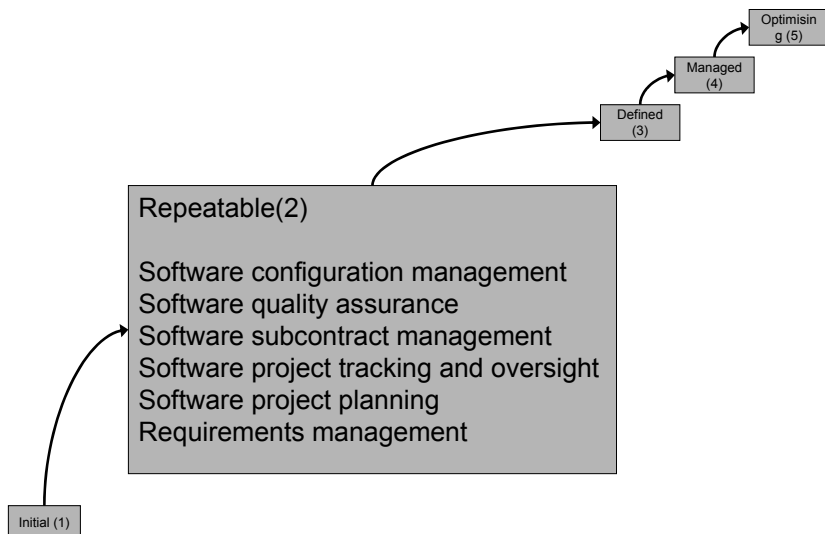 Optimisin
g (5)
Managed
(4)
Defined
(3)
Repeatable(2)
Software configuration management
Software quality assurance
Software subcontract management
Software project tracking and oversight
Software project planning
Requirements management
Initial (1)